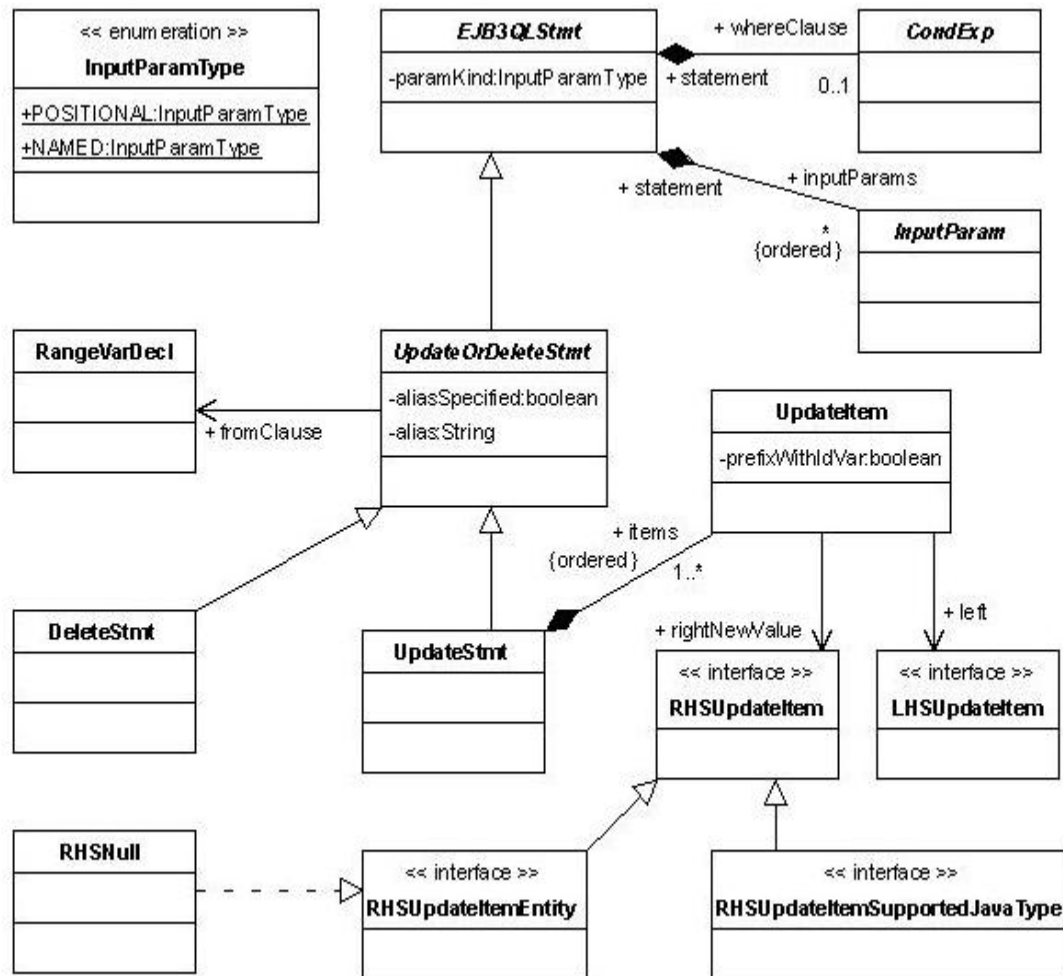 << enumeration >>
InputParamType
+POSITIONAL:InputParamType
+NAMED:InputParamType
EJB3QLStmt
-paramKind:InputParamType
+ whereClause
+ statement
0..1
CondExp
+ statement
+ inputParams
*
{ordered}
InputParam
RangeVarDecl
+ fromClause
UpdateOrDeleteStmt
-aliasSpecified:boolean
-alias:String
UpdateItem
-prefixWithIdVar:boolean
+ items
{ordered}
1..*
DeleteStmt
UpdateStmt
+ rightNewValue
+ left
<< interface >>
RHSUpdateItem
<< interface >>
LHSUpdateItem
RHSNull
<< interface >>
RHSUpdateItemEntity
<< interface >>
RHSUpdateItemSupportedJavaType